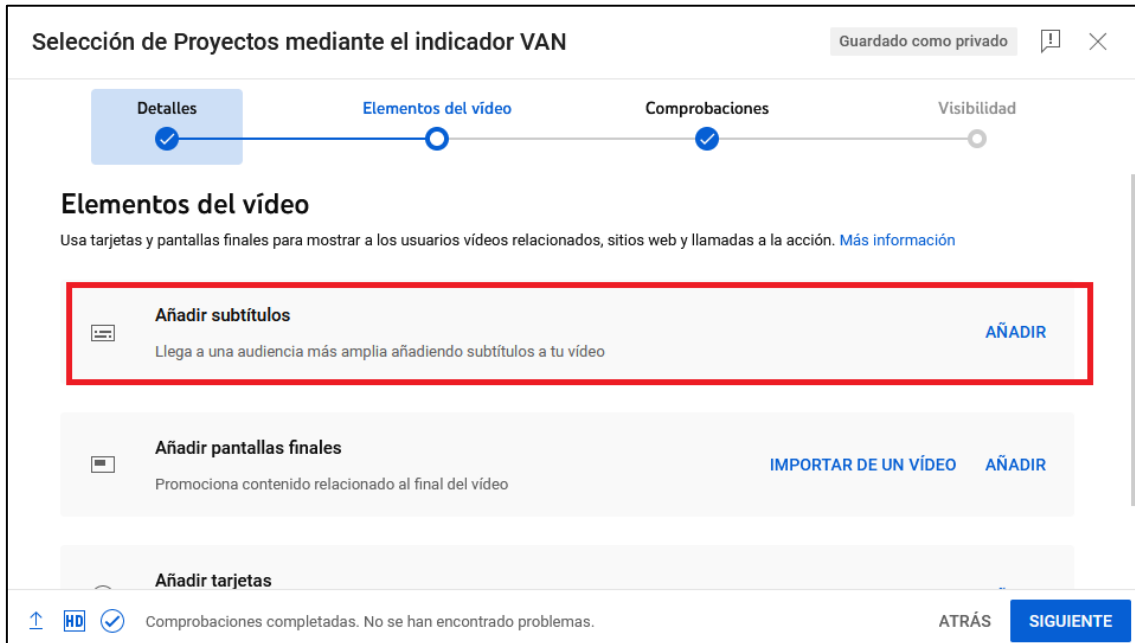 Selección de Proyectos mediante el indicador VAN
Guardado como privado
Detalles
Elementos del vídeo
Comprobaciones
Visibilidad
Elementos del vídeo
Usa tarjetas y pantallas finales para mostrar a los usuarios vídeos relacionados, sitios web y llamadas a la acción. Más información
Añadir subtítulos
AÑADIR
Llega a una audiencia más amplia añadiendo subtítulos a tu vídeo
Añadir pantallas finales
IMPORTAR DE UN VÍDEO AÑADIR
Promociona contenido relacionado al final del vídeo
Añadir tarjetas
HD Comprobaciones completadas. No se han encontrado problemas.
ATRÁS
SIGUIENTE